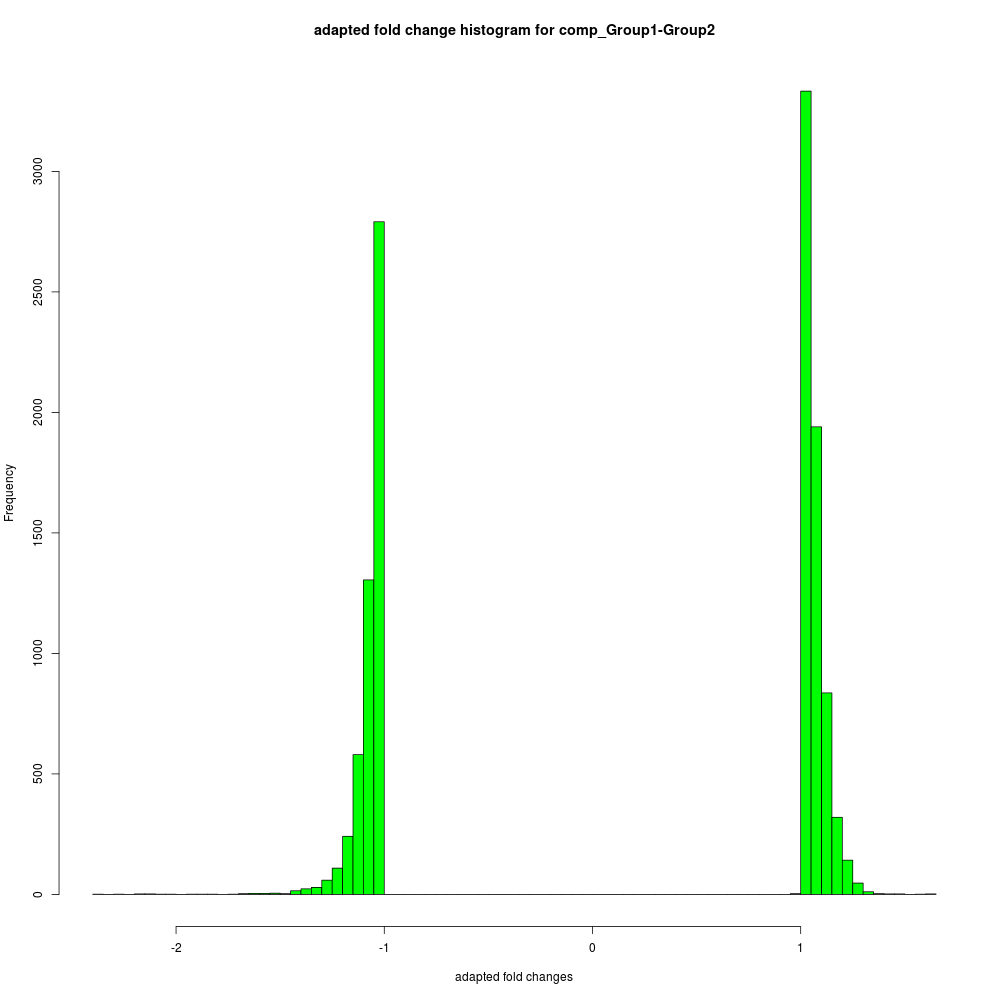 adapted fold change histogram for comp_Group1-Group2
3000
2500
2000
1500
1000
500
0
Frequency
-2 -1 0 1
adapted fold changes